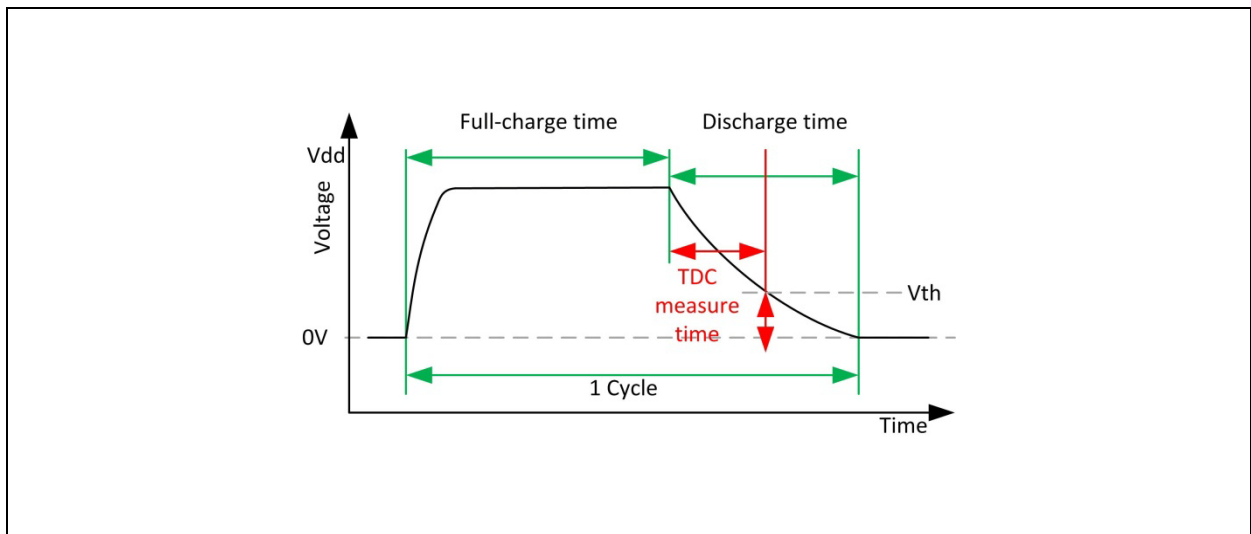 Full-charge time
Discharge time
Vdd
Voltage
TDC
measure
time
Vth
0V
1 Cycle
Time